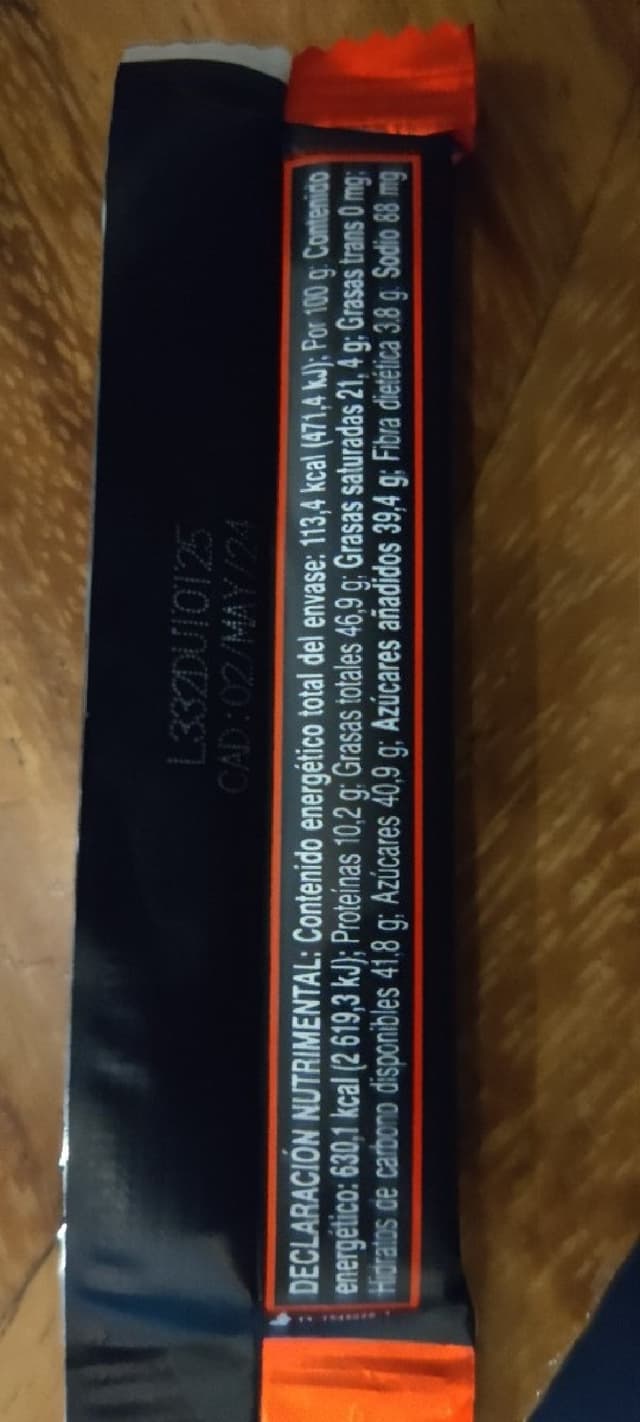 L332DUT0125
CAD:02/MAY/24
DECLARACIÓN NUTRIMENTAL: Contenido energético total del envase: 113,4 kcal (471,4 kJ); Por 100 g: Contenido
energético: 630,1 kcal (2 619,3 kJ); Proteínas 10,2 g; Grasas totales 46,9 g; Grasas saturadas 21, 4 g; Grasas trans 0 mg;
Hidratos de carbono disponibles 41,8 g; Azúcares 40,9 g; Azúcares añadidos 39,4 g; Fibra dietética 3.8 g. Sodio 88 mg